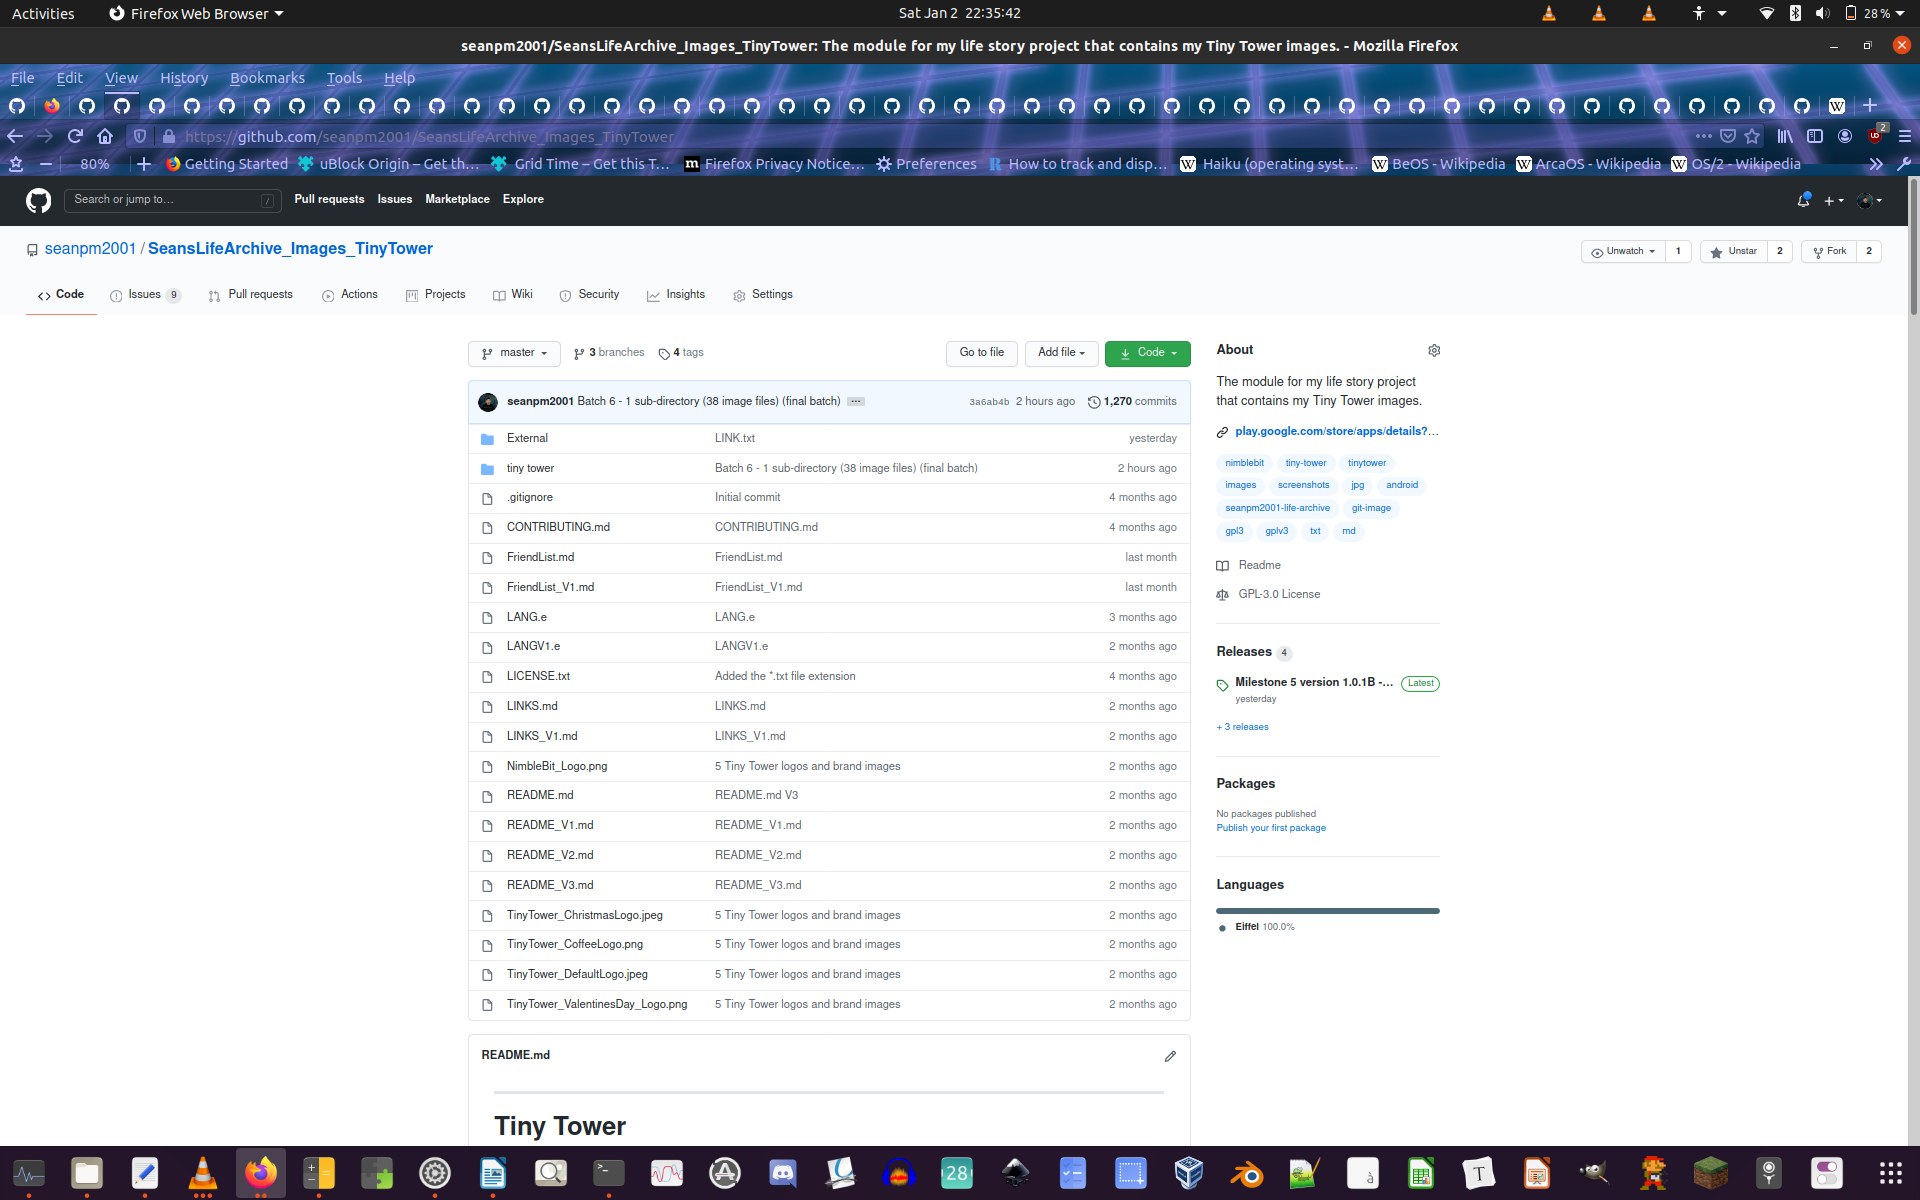 Activities Firefox Web Browser Sat Jan 2 22:35:42 28 %
seanpm2001/SeansLifeArchive_Images_TinyTower: The module for my life story project that contains my Tiny Tower images. - Mozilla Firefox
File Edit View History Bookmarks Tools Help
https://github.com/seanpm2001/SeansLifeArchive_Images_TinyTower 2
80% Getting Started uBlock Origin – Get th… Grid Time – Get this T… Firefox Privacy Notice… Preferences How to track and disp… Haiku (operating syst… BeOS - Wikipedia ArcaOS - Wikipedia OS/2 - Wikipedia
Search or jump to… / Pull requests Issues Marketplace Explore
seanpm2001 / SeansLifeArchive_Images_TinyTower Unwatch 1 Unstar 2 Fork 2
Code Issues 9 Pull requests Actions Projects Wiki Security Insights Settings
master 3 branches 4 tags Go to file Add file Code
seanpm2001 Batch 6 - 1 sub-directory (38 image files) (final batch) ... 3a6ab4b 2 hours ago 1,270 commits
External LINK.txt yesterday
tiny tower Batch 6 - 1 sub-directory (38 image files) (final batch) 2 hours ago
.gitignore Initial commit 4 months ago
CONTRIBUTING.md CONTRIBUTING.md 4 months ago
FriendList.md FriendList.md last month
FriendList_V1.md FriendList_V1.md last month
LANG.e LANG.e 3 months ago
LANGV1.e LANGV1.e 2 months ago
LICENSE.txt Added the *.txt file extension 4 months ago
LINKS.md LINKS.md 2 months ago
LINKS_V1.md LINKS_V1.md 2 months ago
NimbleBit_Logo.png 5 Tiny Tower logos and brand images 2 months ago
README.md README.md V3 2 months ago
README_V1.md README_V1.md 2 months ago
README_V2.md README_V2.md 2 months ago
README_V3.md README_V3.md 2 months ago
TinyTower_ChristmasLogo.jpeg 5 Tiny Tower logos and brand images 2 months ago
TinyTower_CoffeeLogo.png 5 Tiny Tower logos and brand images 2 months ago
TinyTower_DefaultLogo.jpeg 5 Tiny Tower logos and brand images 2 months ago
TinyTower_ValentinesDay_Logo.png 5 Tiny Tower logos and brand images 2 months ago
README.md
Tiny Tower
About
The module for my life story project
that contains my Tiny Tower images.
play.google.com/store/apps/details?…
nimblebit tiny-tower tinytower
images screenshots jpg android
seanpm2001-life-archive git-image
gpl3 gplv3 txt md
Readme
GPL-3.0 License
Releases 4
Milestone 5 version 1.0.1B -… Latest
yesterday
+ 3 releases
Packages
No packages published
Publish your first package
Languages
Eiffel 100.0%
28